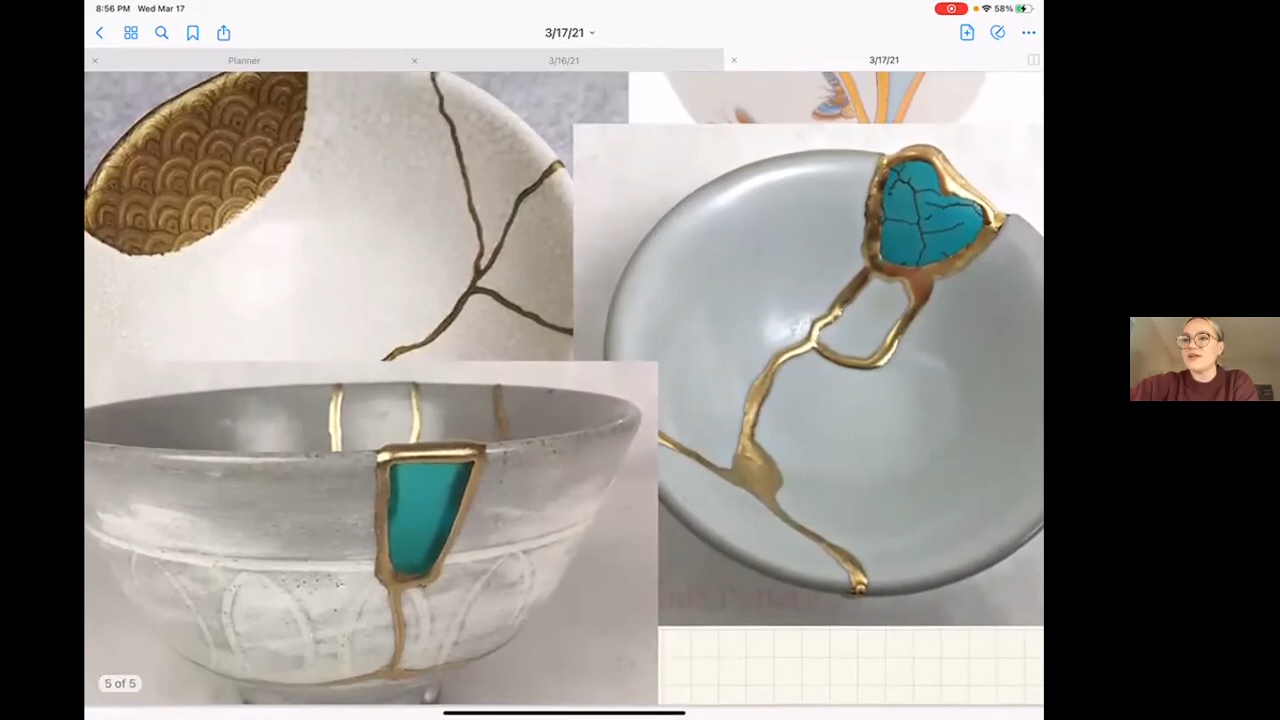 8:56 PM Wed Mar 17
58%
3/17/21
Planner
3/16/21
3/17/21
5 of 5